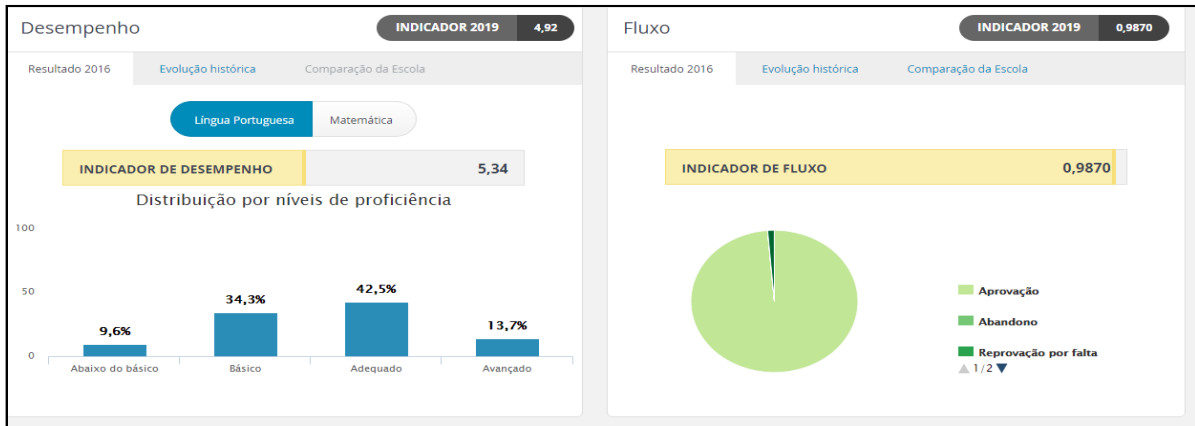 Desempenho
INDICADOR 2019 4,92
Resultado 2016 Evolução histórica Comparação da Escola
Língua Portuguesa Matemática
INDICADOR DE DESEMPENHO 5,34
Distribuição por níveis de proficiência
100
50
0
9,6%
34,3%
42,5%
13,7%
Abaixo do básico Básico Adequado Avançado
Fluxo
INDICADOR 2019 0,9870
Resultado 2016 Evolução histórica Comparação da Escola
INDICADOR DE FLUXO 0,9870
Aprovação
Abandono
Reprovação por falta
1/2